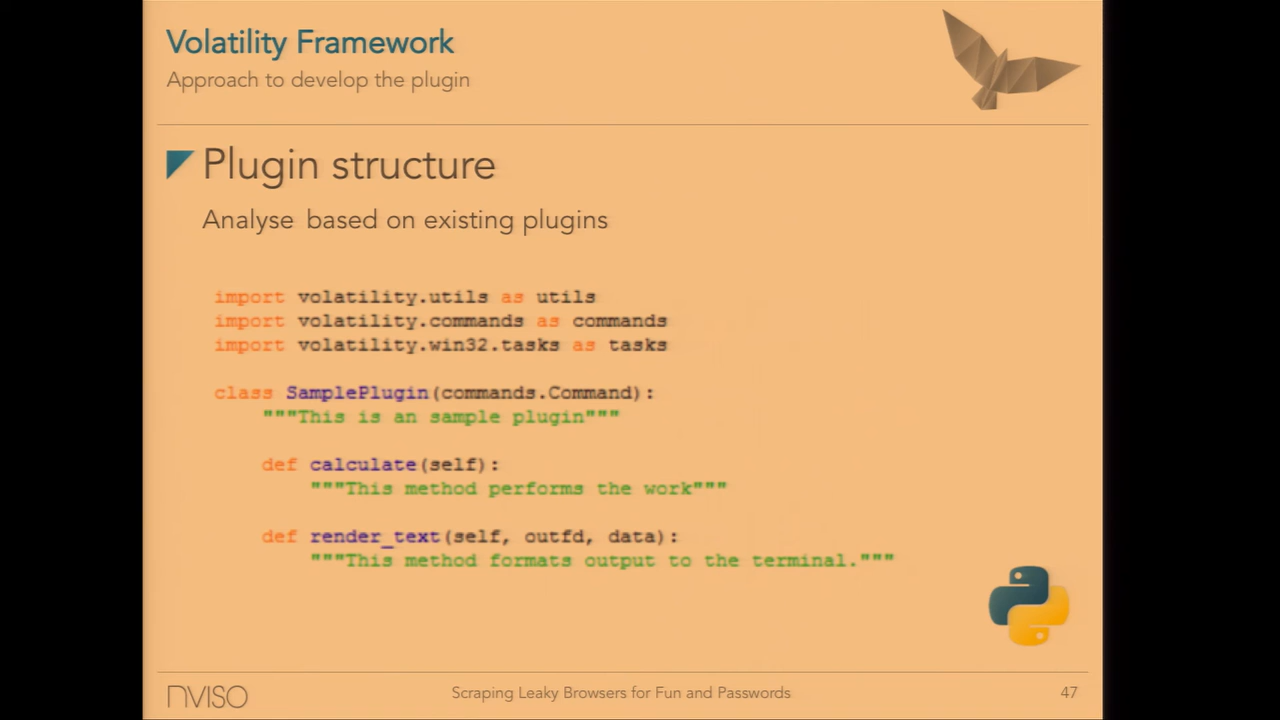 Volatility Framework
Approach to develop the plugin
Plugin structure
Analyse based on existing plugins
import volatility.utils as utils
import volatility.commands as commands
import volatility.win32.tasks as tasks
class SamplePlugin(commands.Command):
"""This is an sample plugin"""
def calculate(self):
"""This method performs the work"""
def render_text(self, outfd, data):
"""This method formats output to the terminal."""
NVISO
Scraping Leaky Browsers for Fun and Passwords
47